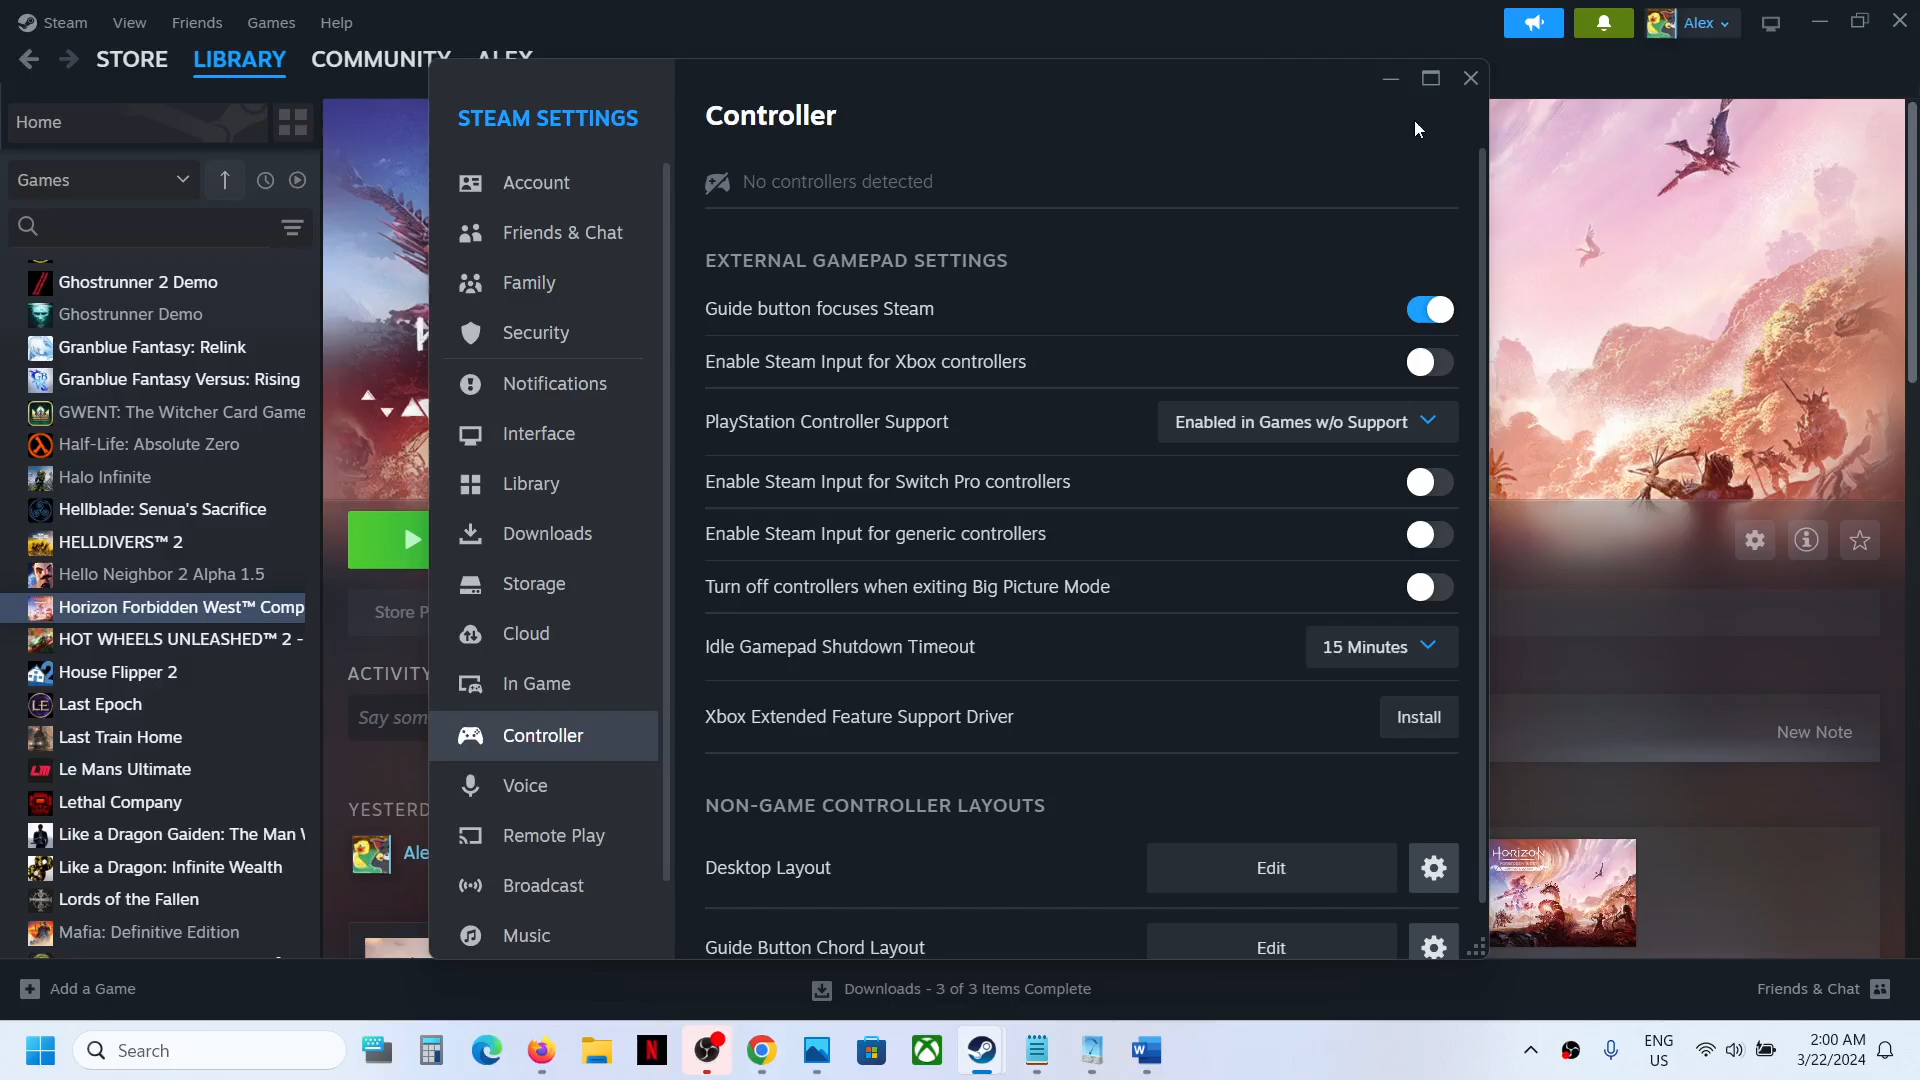 Steam
View
Friends
Games
Help
Alex
STORE
LIBRARY
COMMUNITY
ALEX
Home
Games
Ghostrunner 2 Demo
Ghostrunner Demo
Granblue Fantasy: Relink
Granblue Fantasy Versus: Rising
GWENT: The Witcher Card Game
Half-Life: Absolute Zero
Halo Infinite
Hellblade: Senua's Sacrifice
HELLDIVERS™ 2
Hello Neighbor 2 Alpha 1.5
Horizon Forbidden West™ Comp
HOT WHEELS UNLEASHED™ 2 -
House Flipper 2
Last Epoch
Last Train Home
Le Mans Ultimate
Lethal Company
Like a Dragon Gaiden: The Man
Like a Dragon: Infinite Wealth
Lords of the Fallen
Mafia: Definitive Edition
Store P
ACTIVITY
Say som
YESTERD
Ale
STEAM SETTINGS
Account
Friends & Chat
Family
Security
Notifications
Interface
Library
Downloads
Storage
Cloud
In Game
Controller
Voice
Remote Play
Broadcast
Music
Controller
No controllers detected
EXTERNAL GAMEPAD SETTINGS
Guide button focuses Steam
Enable Steam Input for Xbox controllers
PlayStation Controller Support
Enabled in Games w/o Support
Enable Steam Input for Switch Pro controllers
Enable Steam Input for generic controllers
Turn off controllers when exiting Big Picture Mode
Idle Gamepad Shutdown Timeout
15 Minutes
Xbox Extended Feature Support Driver
Install
NON-GAME CONTROLLER LAYOUTS
Desktop Layout
Edit
Guide Button Chord Layout
Edit
New Note
HORIZON
Add a Game
Downloads - 3 of 3 Items Complete
Friends & Chat
Search
ENG
US
2:00 AM
3/22/2024